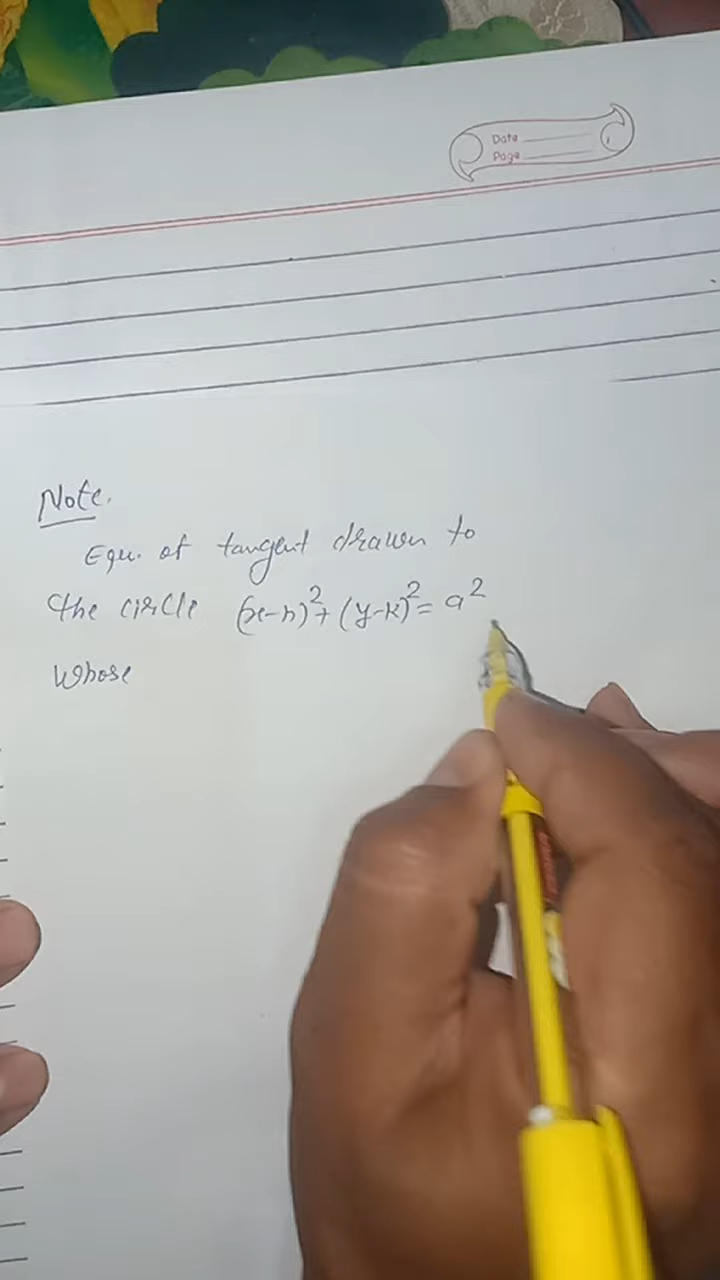 Date
Page
Note.
Equ. of tangent drawn to
the circle (x-h)²+(y-k)²= a²
whose